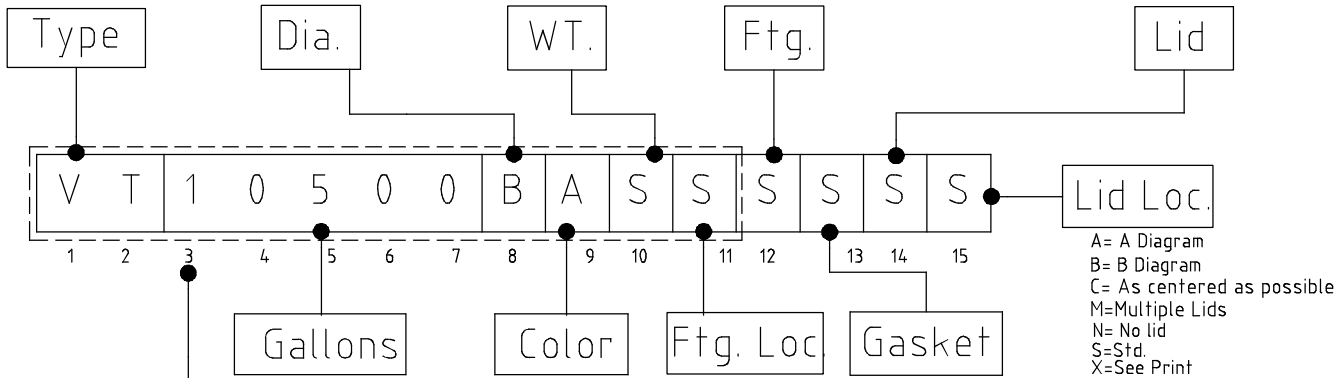 Type
Dia.
WT.
Ftg.
Lid
V T 1 0 5 0 0 B A S S S S S S
Lid Loc.
1 2 3 4 5 6 7 8 9 10 11 12 13 14 15
A= A Diagram
B= B Diagram
C= As centered as possible
M=Multiple Lids
N= No lid
S=Std.
X=See Print
Gallons
Color
Ftg. Loc.
Gasket